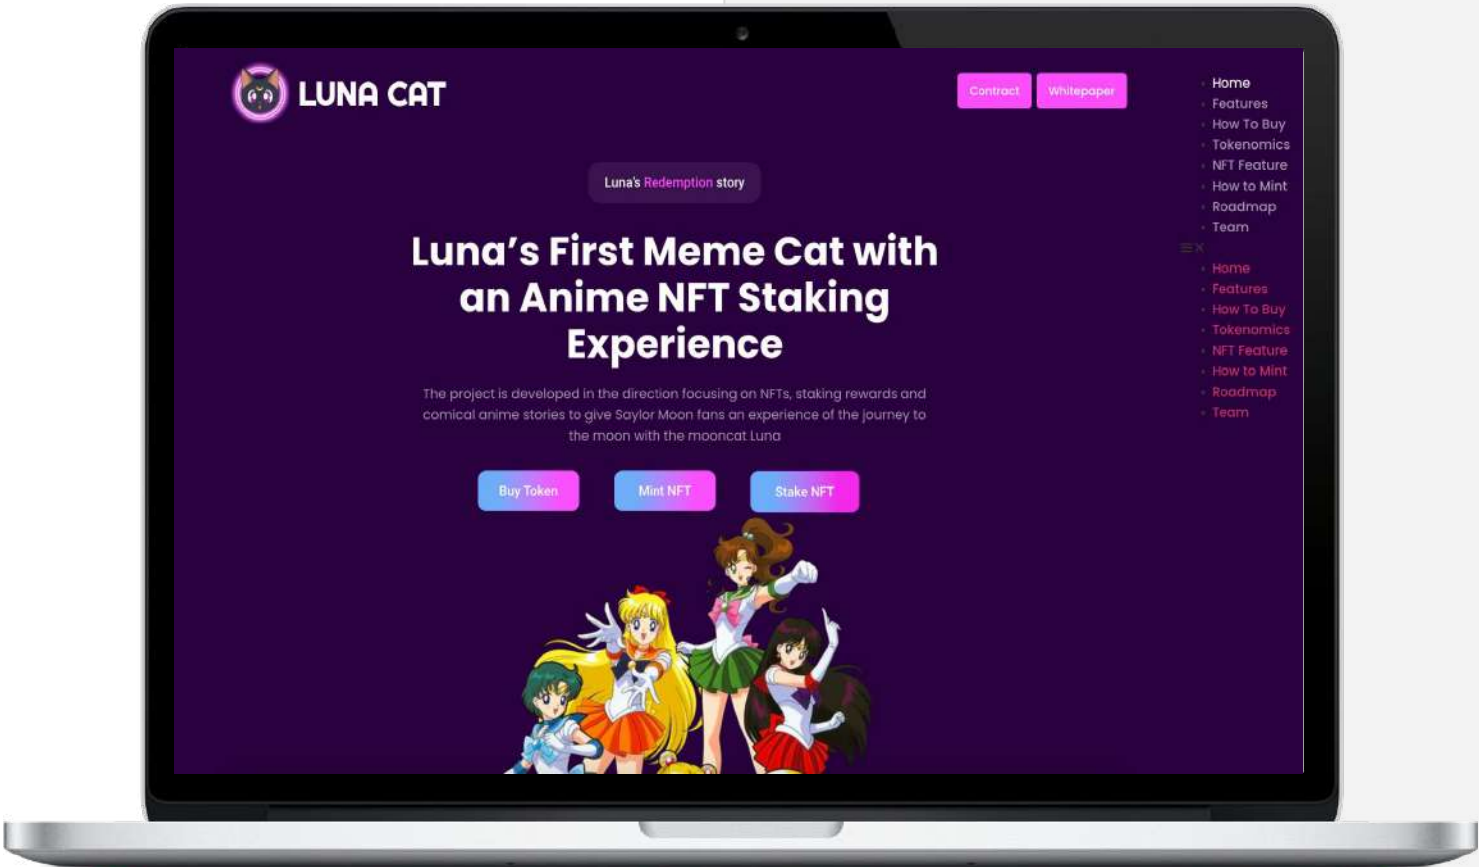 LUNA CAT
Contract
Whitepaper
Home
Features
How To Buy
Tokenomics
NFT Feature
How to Mint
Roadmap
Team
Home
Features
How To Buy
Tokenomics
NFT Feature
How to Mint
Roadmap
Team
Luna's Redemption story
Luna’s First Meme Cat with
an Anime NFT Staking
Experience
The project is developed in the direction focusing on NFTs, staking rewards and
comical anime stories to give Saylor Moon fans an experience of the journey to
the moon with the mooncat Luna
Buy Token
Mint NFT
Stake NFT